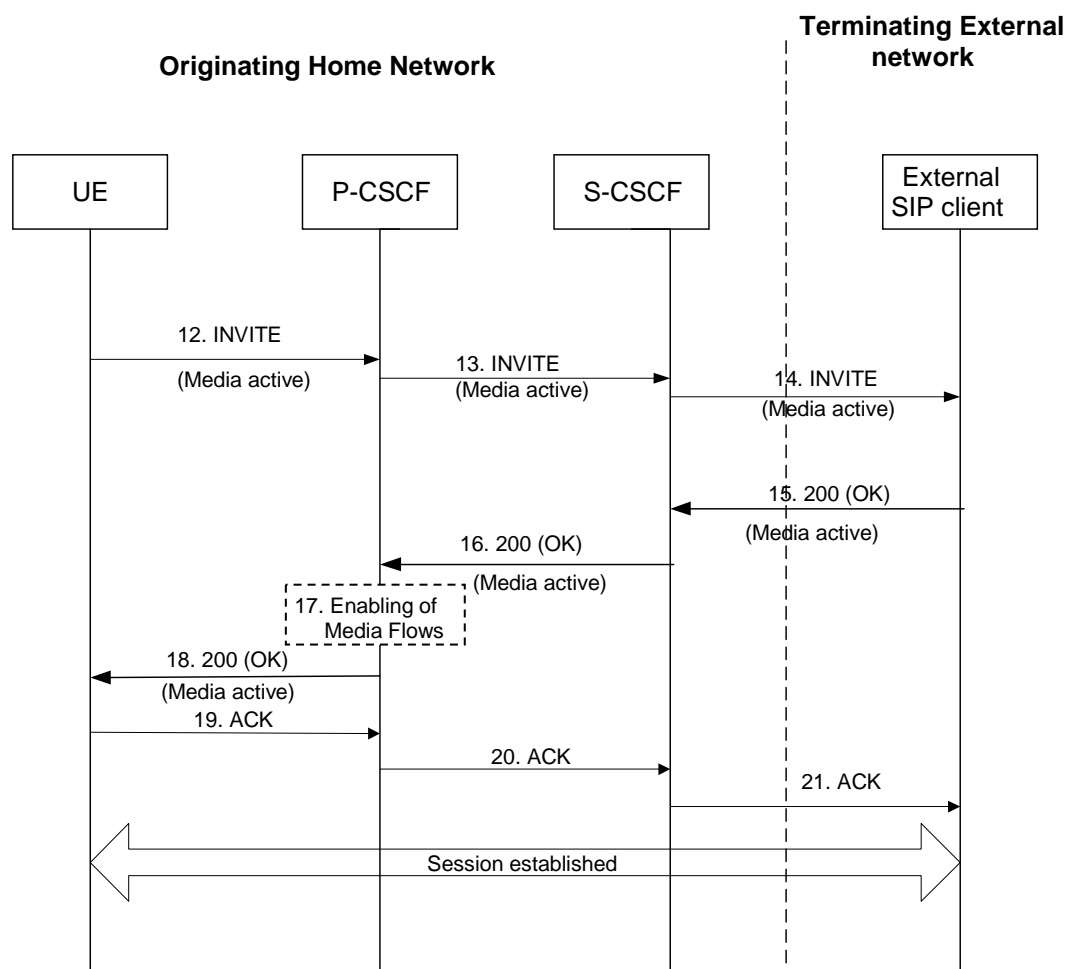 Terminating External
network
Originating Home Network
UE
P-CSCF
S-CSCF
External
SIP client
12. INVITE
(Media active)
13. INVITE
(Media active)
14. INVITE
(Media active)
15. 200 (OK)
(Media active)
16. 200 (OK)
(Media active)
17. Enabling of
Media Flows
18. 200 (OK)
(Media active)
19. ACK
20. ACK
21. ACK
Session established